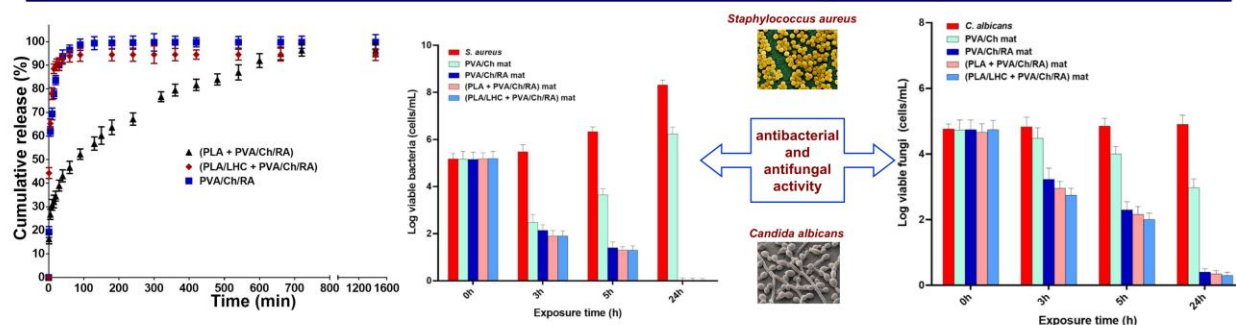 Cumulative release (%)
100
90
80
70
60
50
40
30
20
10
0
(PLA + PVA/Ch/RA)
(PLA/LHC + PVA/Ch/RA)
PVA/Ch/RA
0 100 200 300 400 500 600 700 800 1200 1600
Time (min)
Log viable bacteria (cells/mL)
10
8
6
4
2
0
S. aureus
PVA/Ch mat
PVA/Ch/RA mat
(PLA + PVA/Ch/RA) mat
(PLA/LHC + PVA/Ch/RA) mat
0h 3h 5h 24h
Exposure time (h)
Staphylococcus aureus
antibacterial
and
antifungal
activity
Candida albicans
Log viable fungi (cells/mL)
8
6
4
2
0
C. albicans
PVA/Ch mat
PVA/Ch/RA mat
(PLA + PVA/Ch/RA) mat
(PLA/LHC + PVA/Ch/RA) mat
0h 3h 5h 24h
Exposure time (h)